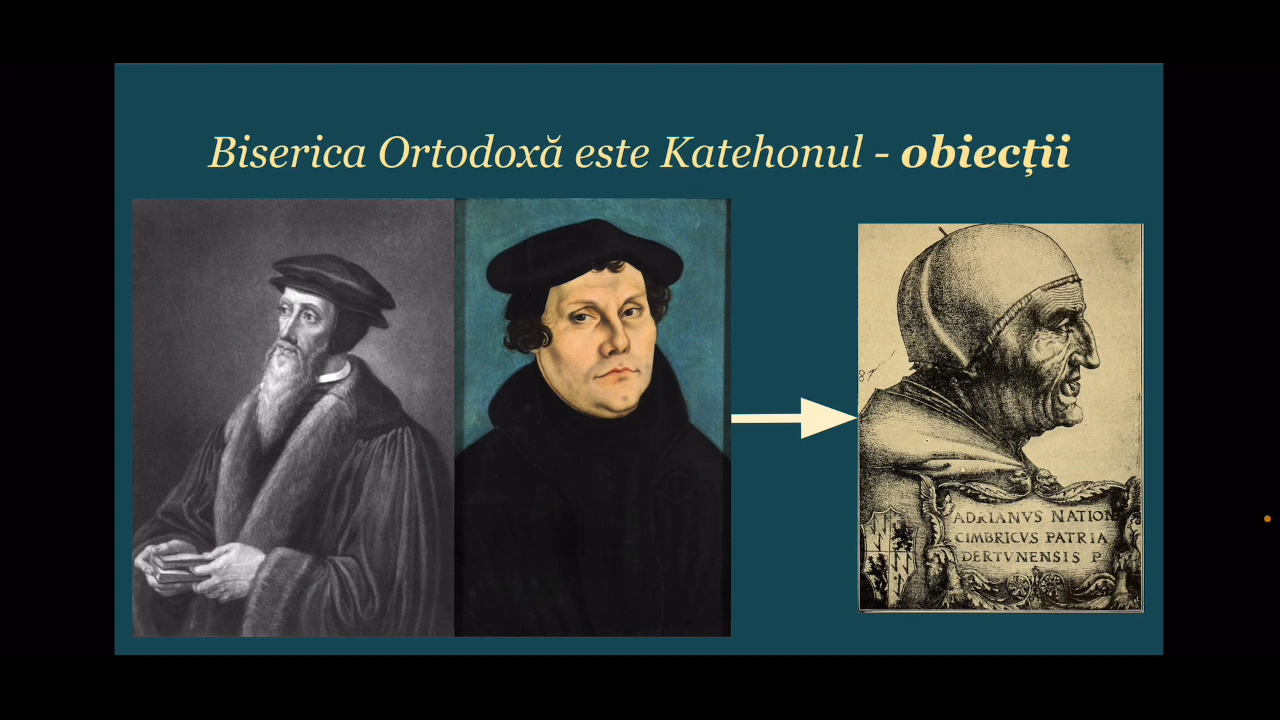 Biserica Ortodoxă este Katehonul - obiecții
ADRIANVS NATION
CIMBRICVS PATRIA
DERTVNENSIS P.